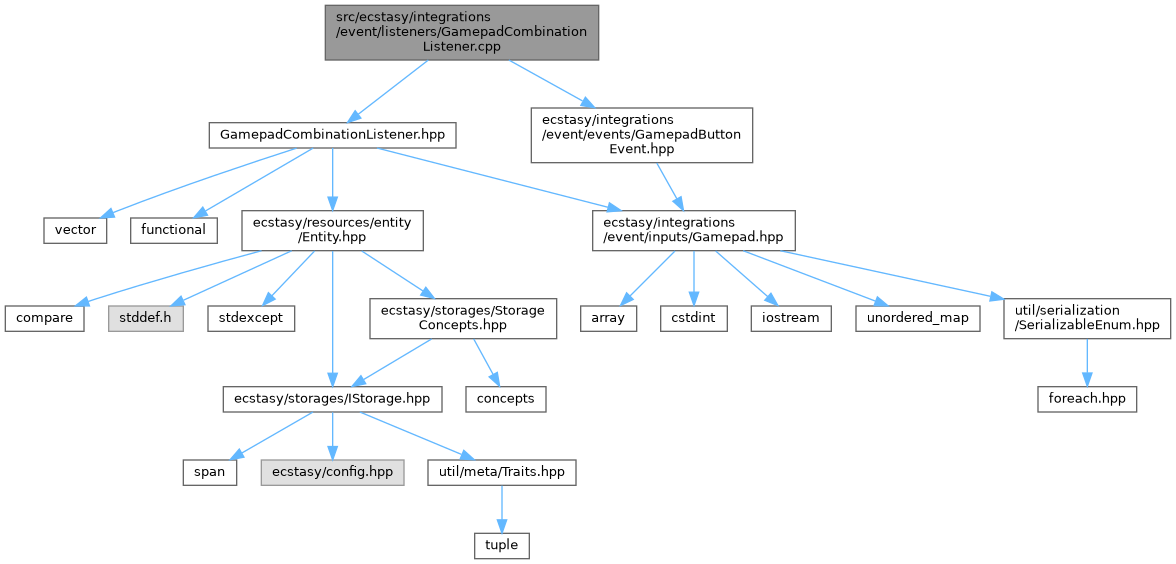 src/ecstasy/integrations
/event/listeners/GamepadCombination
Listener.cpp
GamepadCombinationListener.hpp
ecstasy/integrations
/event/events/GamepadButton
Event.hpp
vector
functional
ecstasy/resources/entity
/Entity.hpp
ecstasy/integrations
/event/inputs/Gamepad.hpp
compare
stddef.h
stdexcept
ecstasy/storages/Storage
Concepts.hpp
array
cstdint
iostream
unordered_map
util/serialization
/SerializableEnum.hpp
ecstasy/storages/IStorage.hpp
concepts
foreach.hpp
span
ecstasy/config.hpp
util/meta/Traits.hpp
tuple